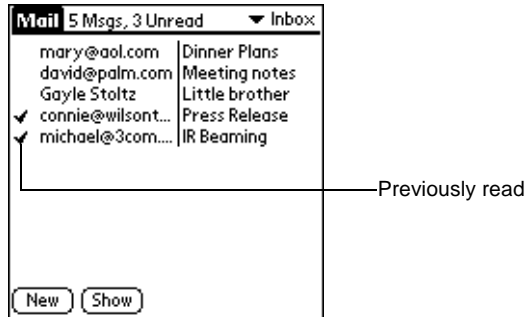 Mail 5 Msgs, 3 Unread Inbox
mary@aol.com Dinner Plans
david@palm.com Meeting notes
Gayle Stoltz Little brother
connie@wilsont... Press Release
michael@3com.... IR Beaming
Previously read
New Show